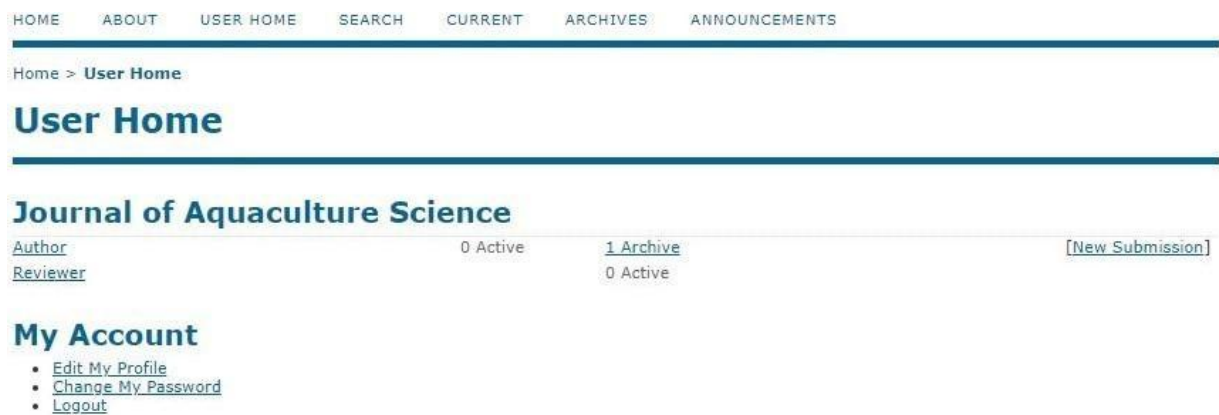 HOME ABOUT USER HOME SEARCH CURRENT ARCHIVES ANNOUNCEMENTS
Home > User Home
User Home
Journal of Aquaculture Science
Author 0 Active 1 Archive [New Submission]
Reviewer 0 Active
My Account
• Edit My Profile
• Change My Password
• Logout